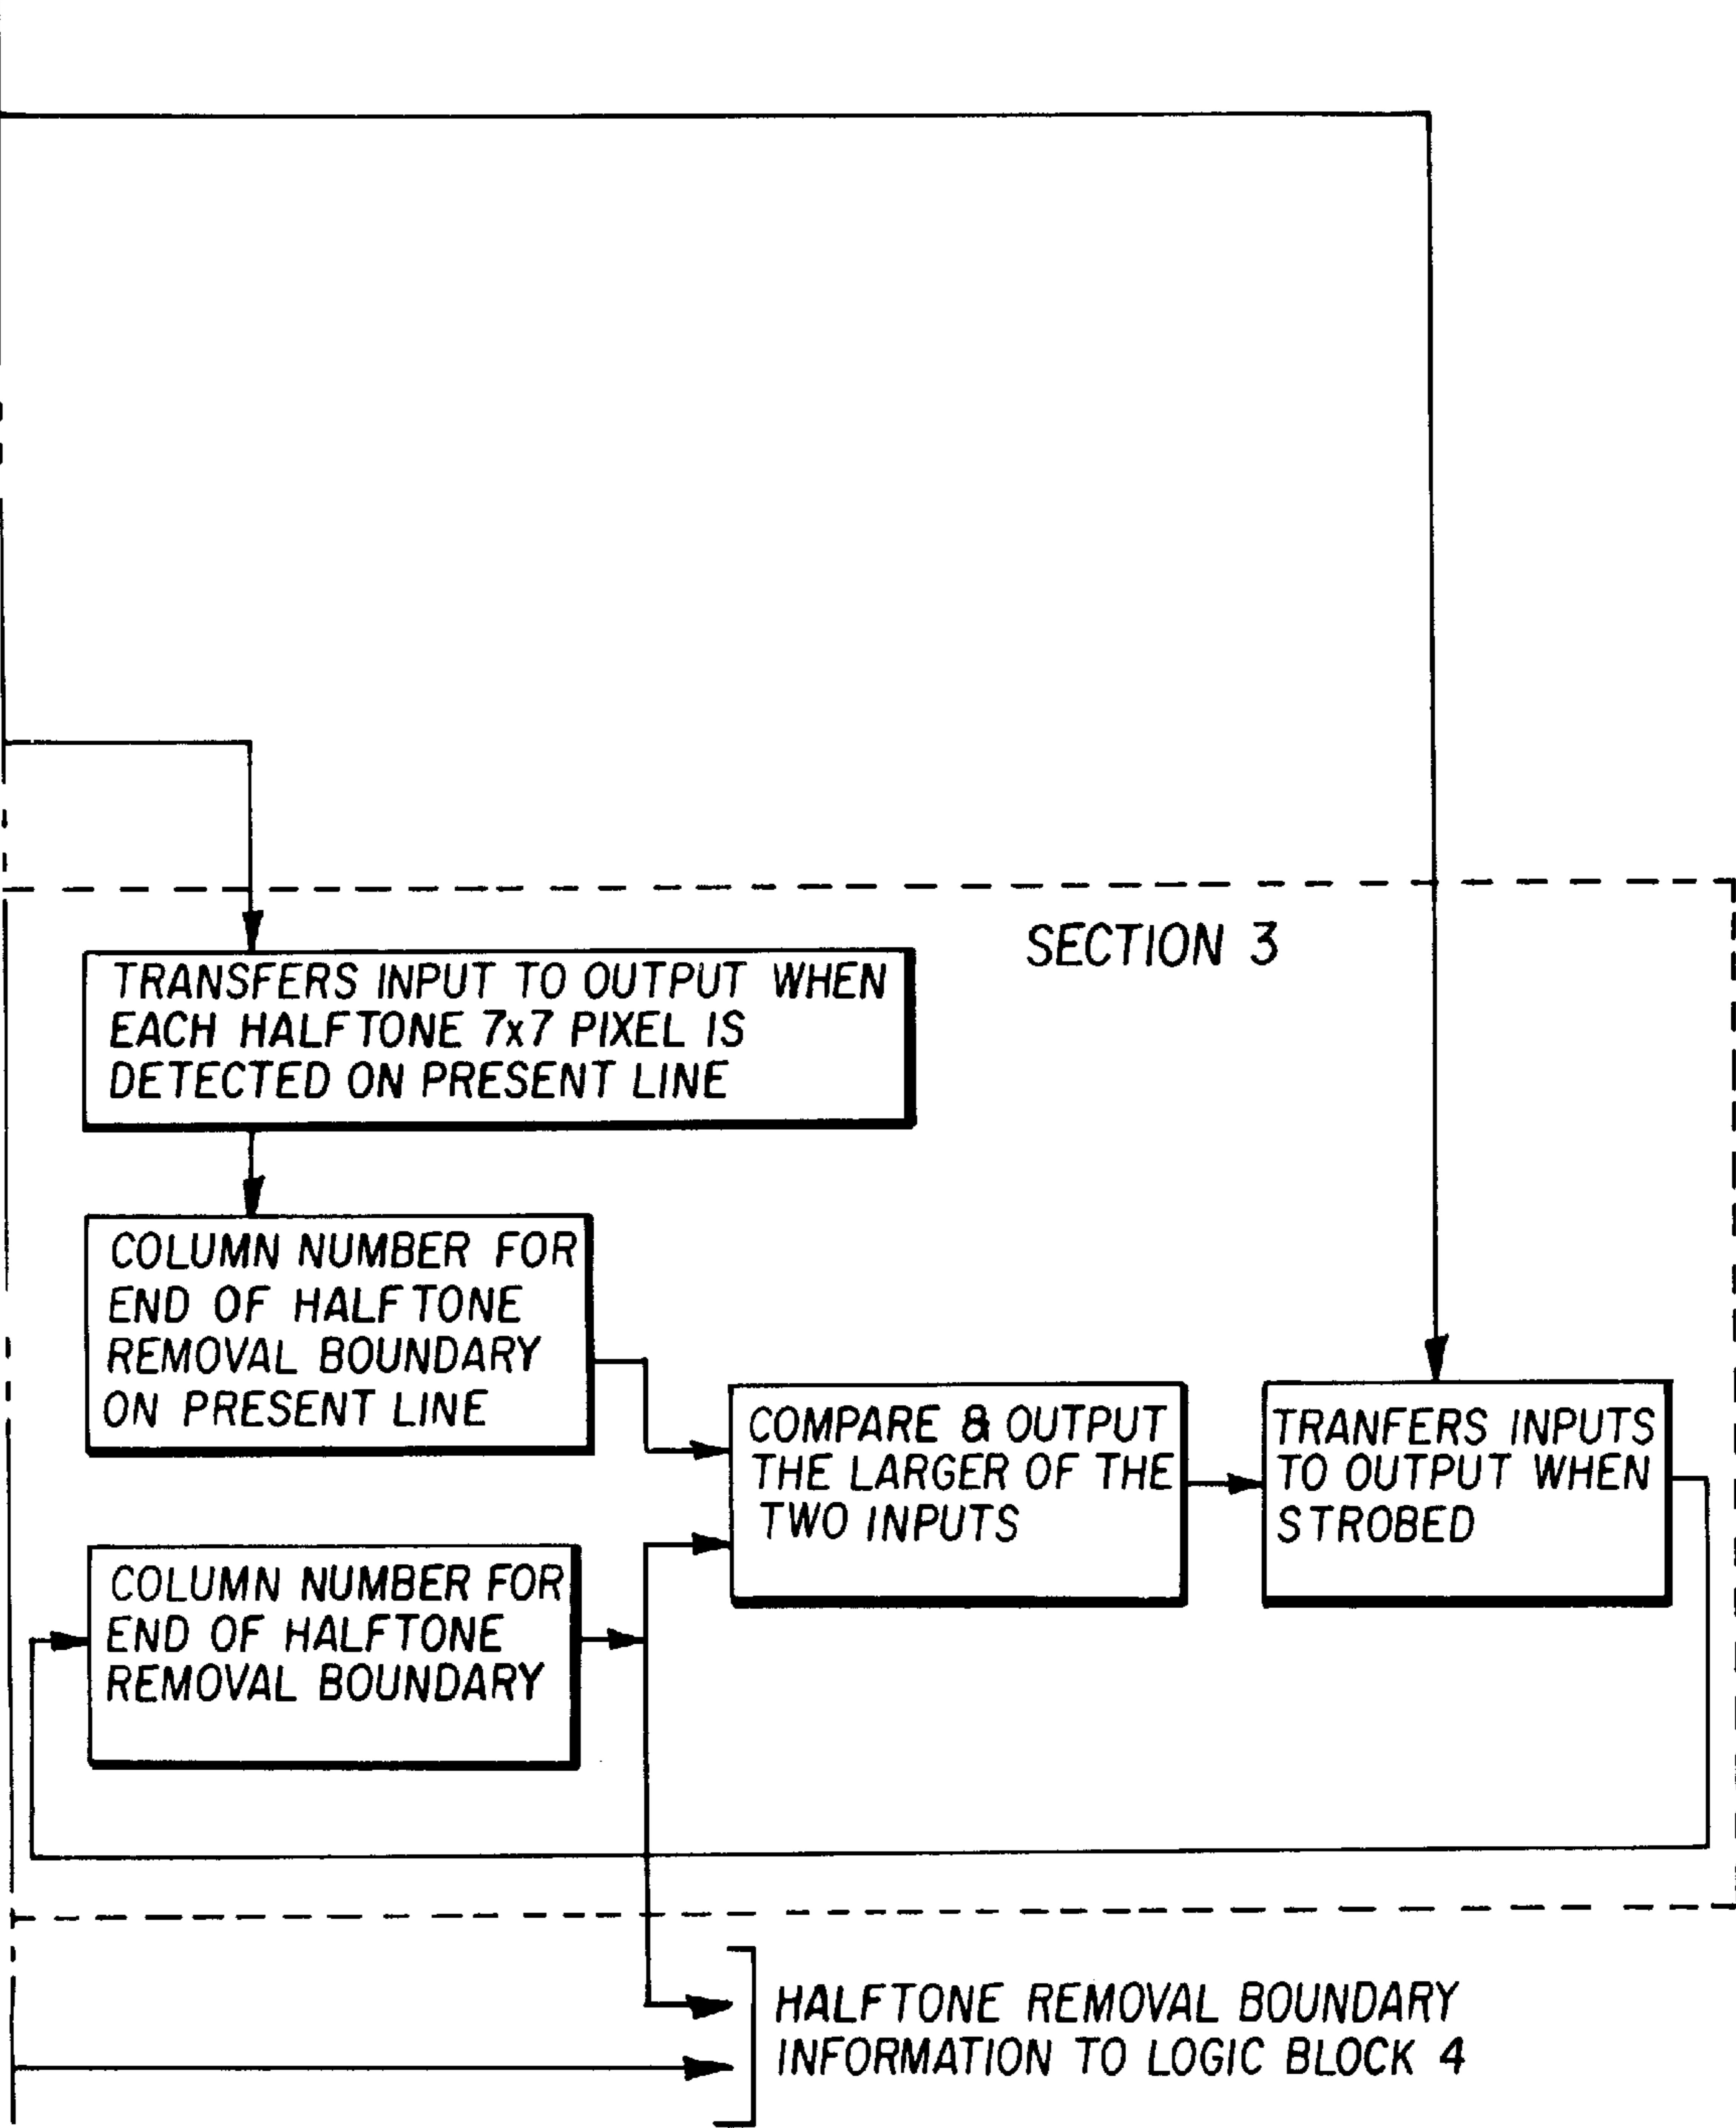 SECTION 3
TRANSFERS INPUT TO OUTPUT WHEN
EACH HALFTONE 7x7 PIXEL IS
DETECTED ON PRESENT LINE
COLUMN NUMBER FOR
END OF HALFTONE
REMOVAL BOUNDARY
ON PRESENT LINE
COMPARE & OUTPUT
THE LARGER OF THE
TWO INPUTS
TRANFERS INPUTS
TO OUTPUT WHEN
STROBED
COLUMN NUMBER FOR
END OF HALFTONE
REMOVAL BOUNDARY
HALFTONE REMOVAL BOUNDARY
INFORMATION TO LOGIC BLOCK 4